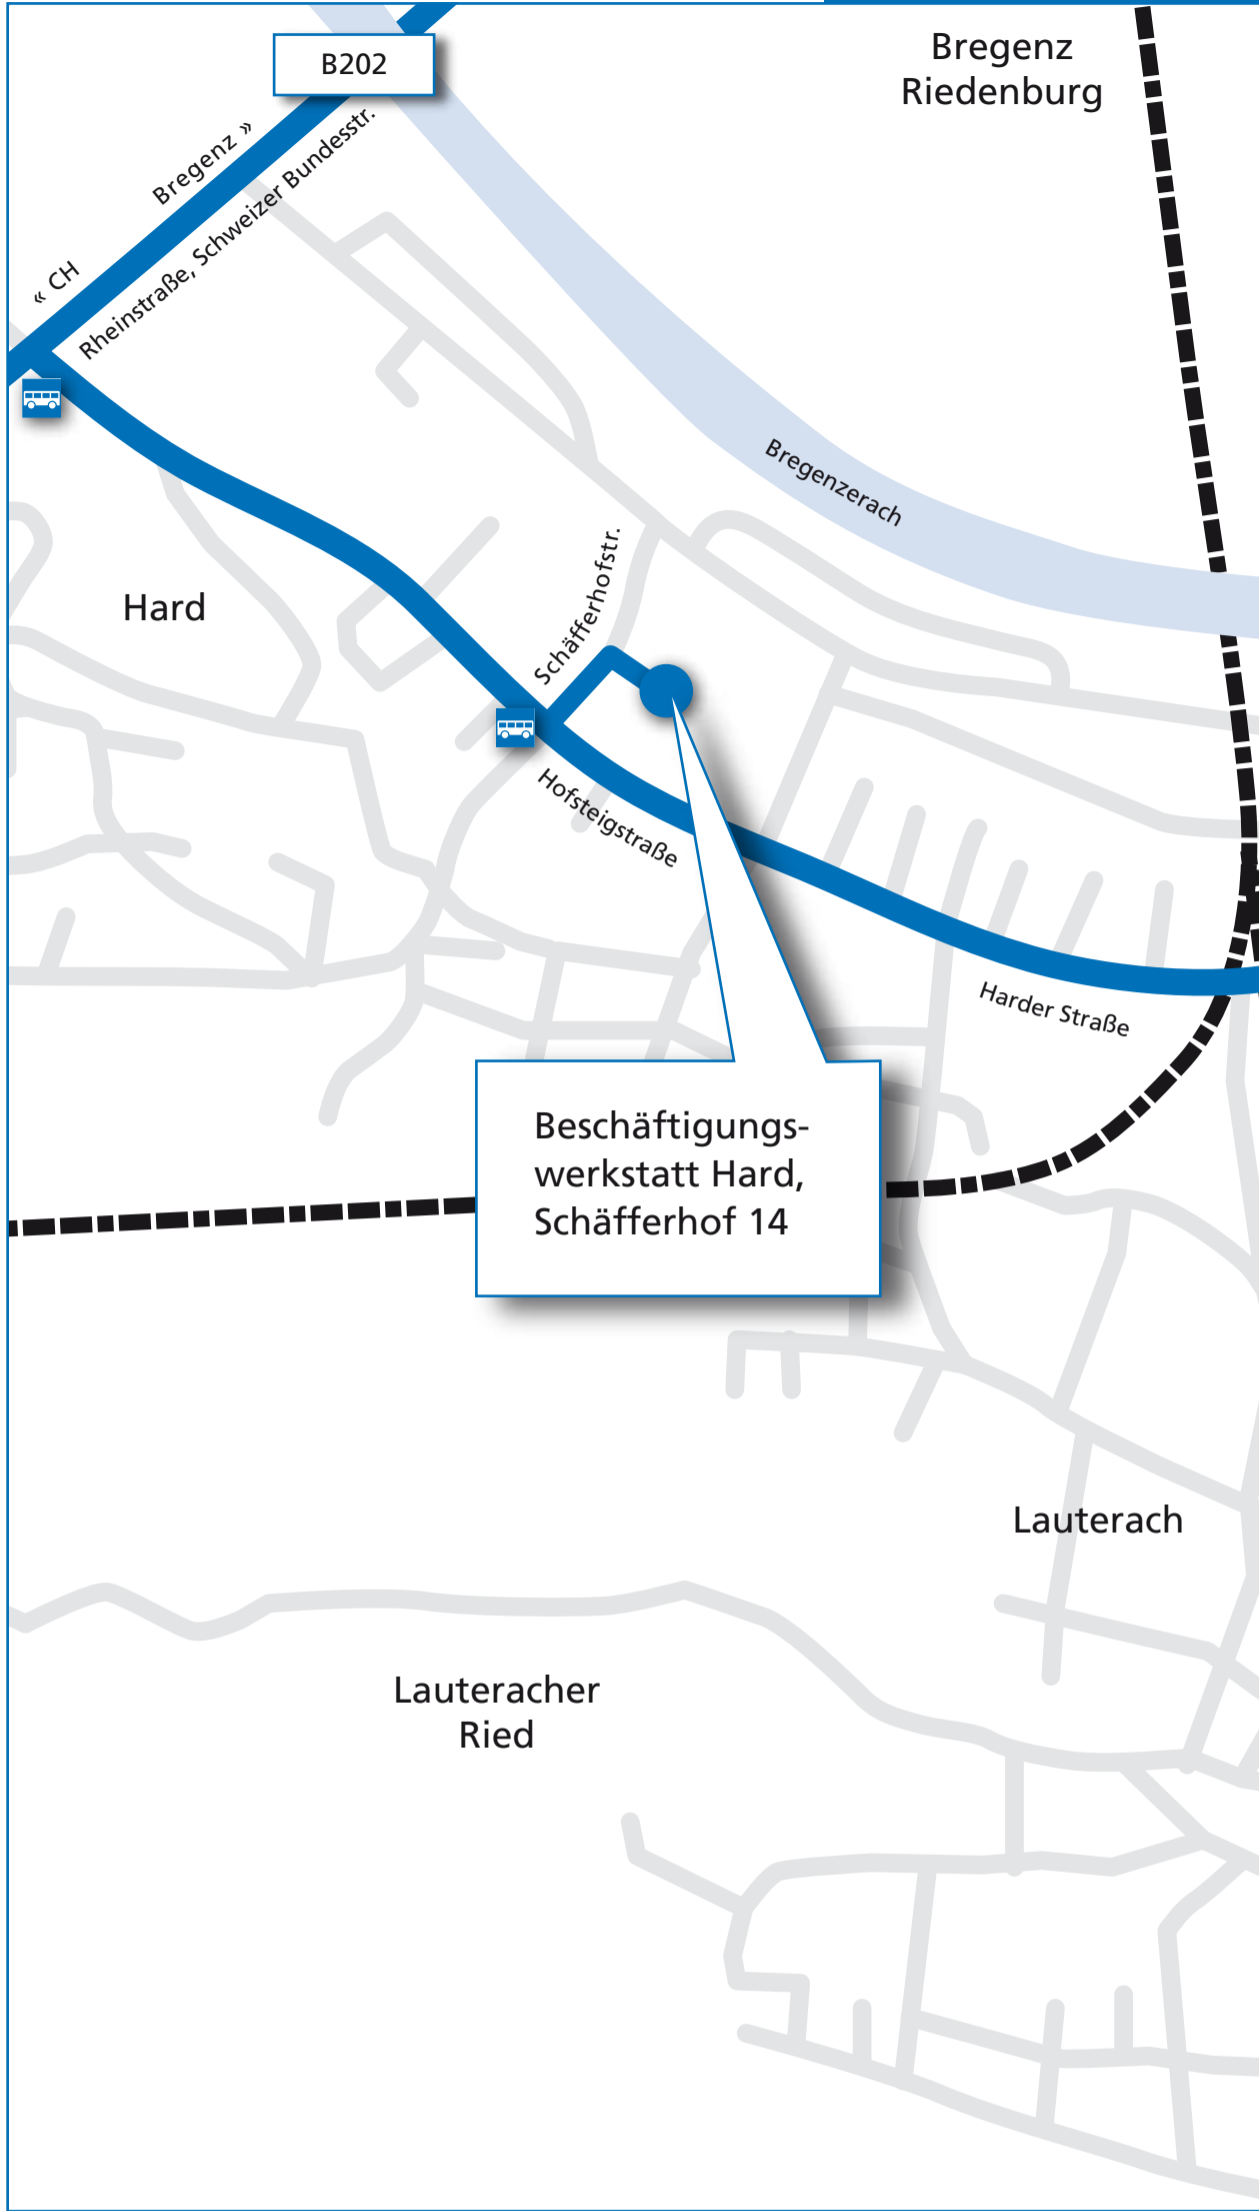 B202
Bregenz
Riedenburg
Bregenz »
« CH
Rheinstraße, Schweizer Bundesstr.
Bregenzerach
Schäfferhofstr.
Hard
Hofsteigstraße
Harder Straße
Beschäftigungs-
werkstatt Hard,
Schäfferhof 14
Lauterach
Lauteracher
Ried